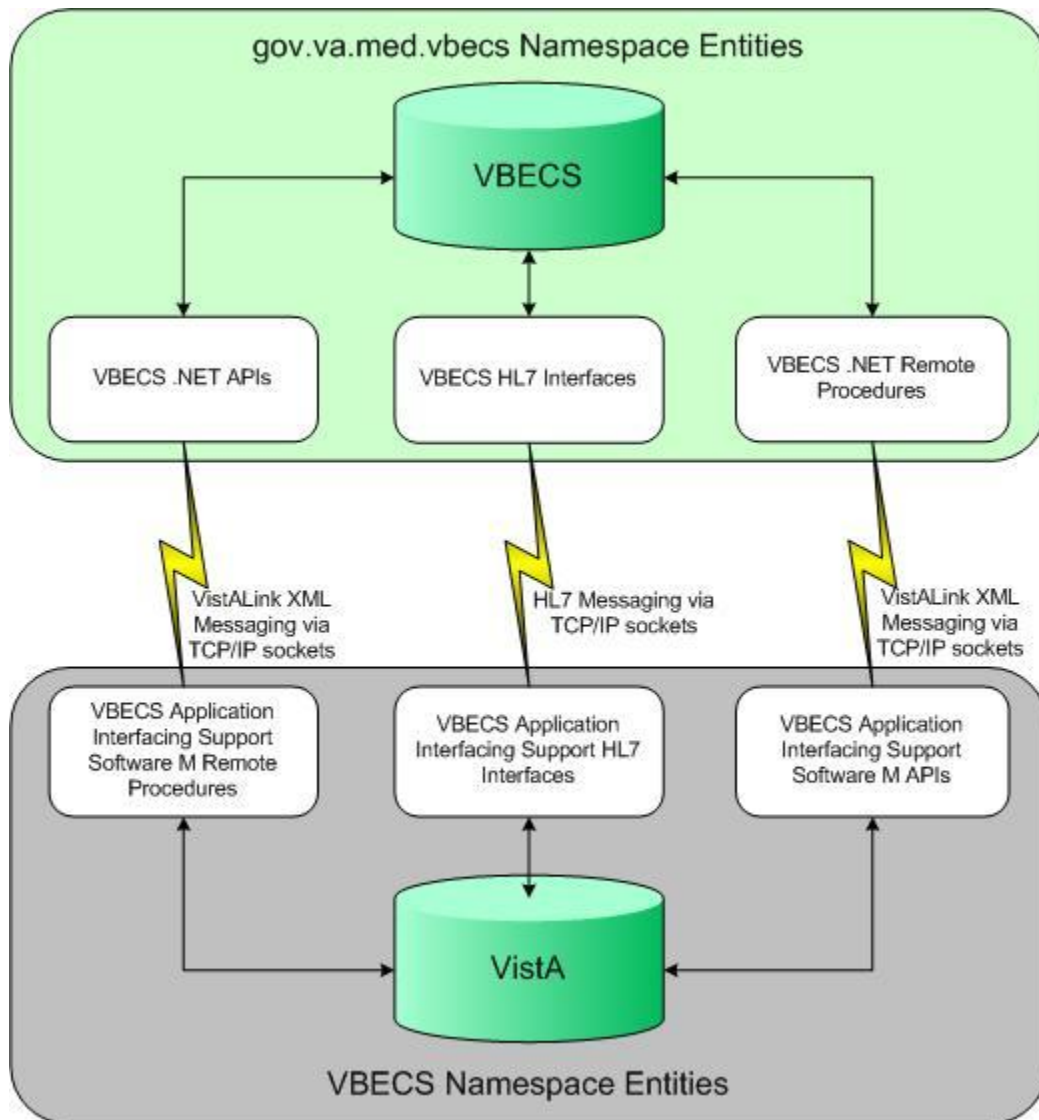 gov.va.med.vbecs Namespace Entities
VBECS
VBECS .NET APIs
VBECS HL7 Interfaces
VBECS .NET Remote
Procedures
VistALink XML
Messaging via
TCP/IP sockets
HL7 Messaging via
TCP/IP sockets
VistALink XML
Messaging via
TCP/IP sockets
VBECS Application
Interfacing Support
Software M Remote
Procedures
VBECS Application
Interfacing Support HL7
Interfaces
VBECS Application
Interfacing Support
Software M APIs
VistA
VBECS Namespace Entities